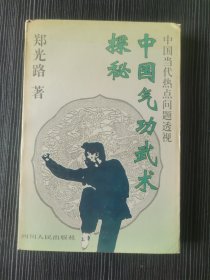 中国当代热点问题透视
中国气功武术
探秘
郑光路 著
四川人民出版社